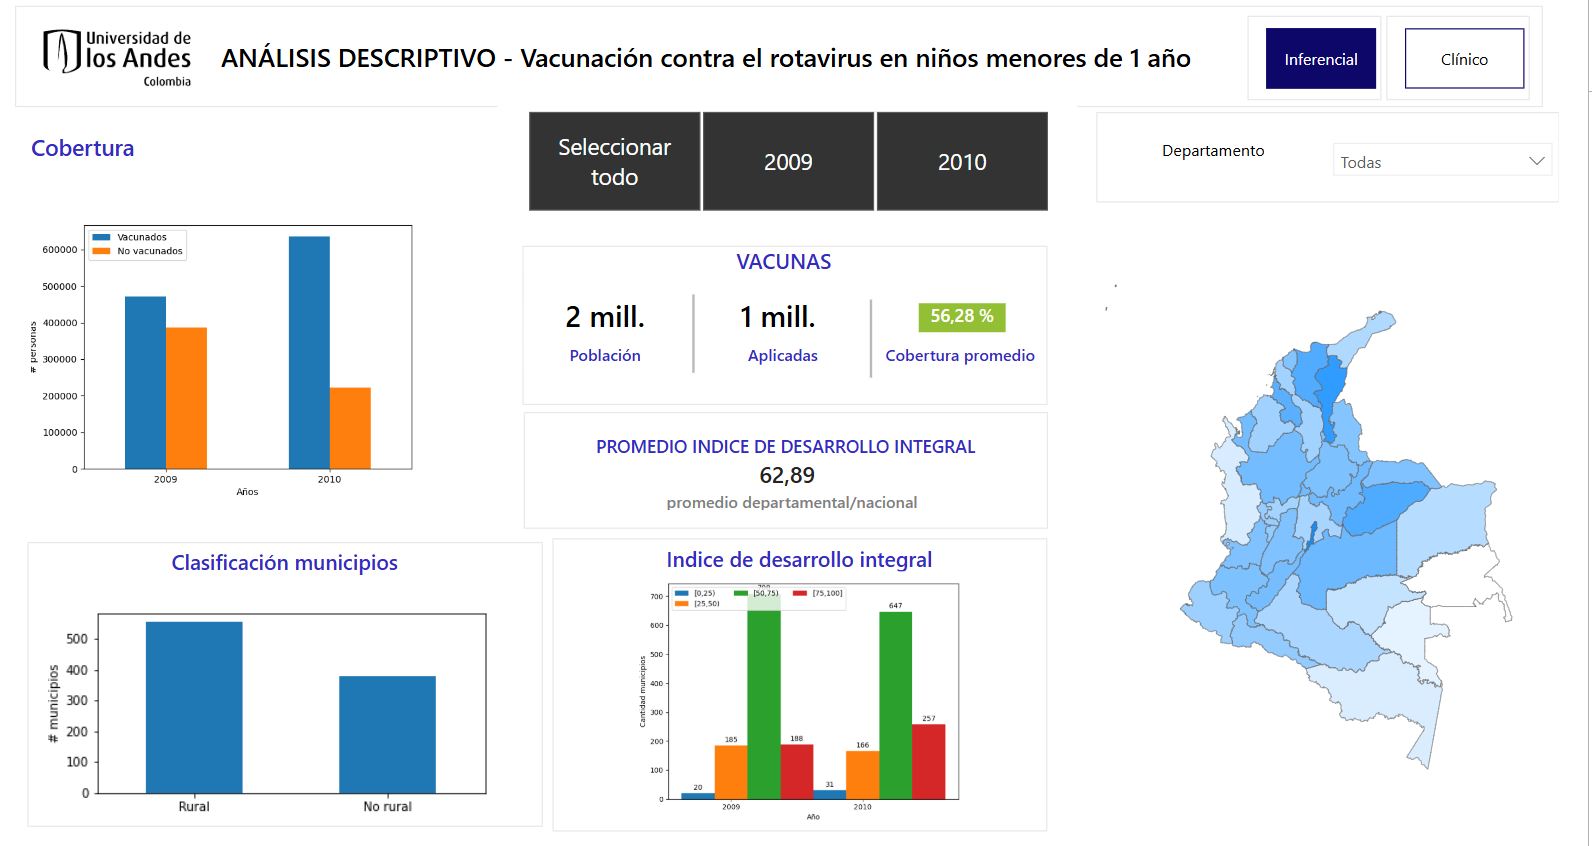 Universidad de
los Andes
Colombia
ANÁLISIS DESCRIPTIVO - Vacunación contra el rotavirus en niños menores de 1 año
Inferencial
Clínico
Cobertura
Seleccionar
todo
2009
2010
Departamento
Todas
Vacunados
No vacunados
600000
500000
400000
300000
200000
100000
0
# personas
2009
2010
Años
VACUNAS
2 mill.
Población
1 mill.
Aplicadas
56,28 %
Cobertura promedio
PROMEDIO INDICE DE DESARROLLO INTEGRAL
62,89
promedio departamental/nacional
Clasificación municipios
500
400
300
200
100
0
# municipios
Rural
No rural
Indice de desarrollo integral
[0,25)
[25,50)
[50,75)
[75,100]
700
600
500
400
300
200
100
0
Cantidad municipios
20
185
188
31
166
647
257
2009
2010
Año